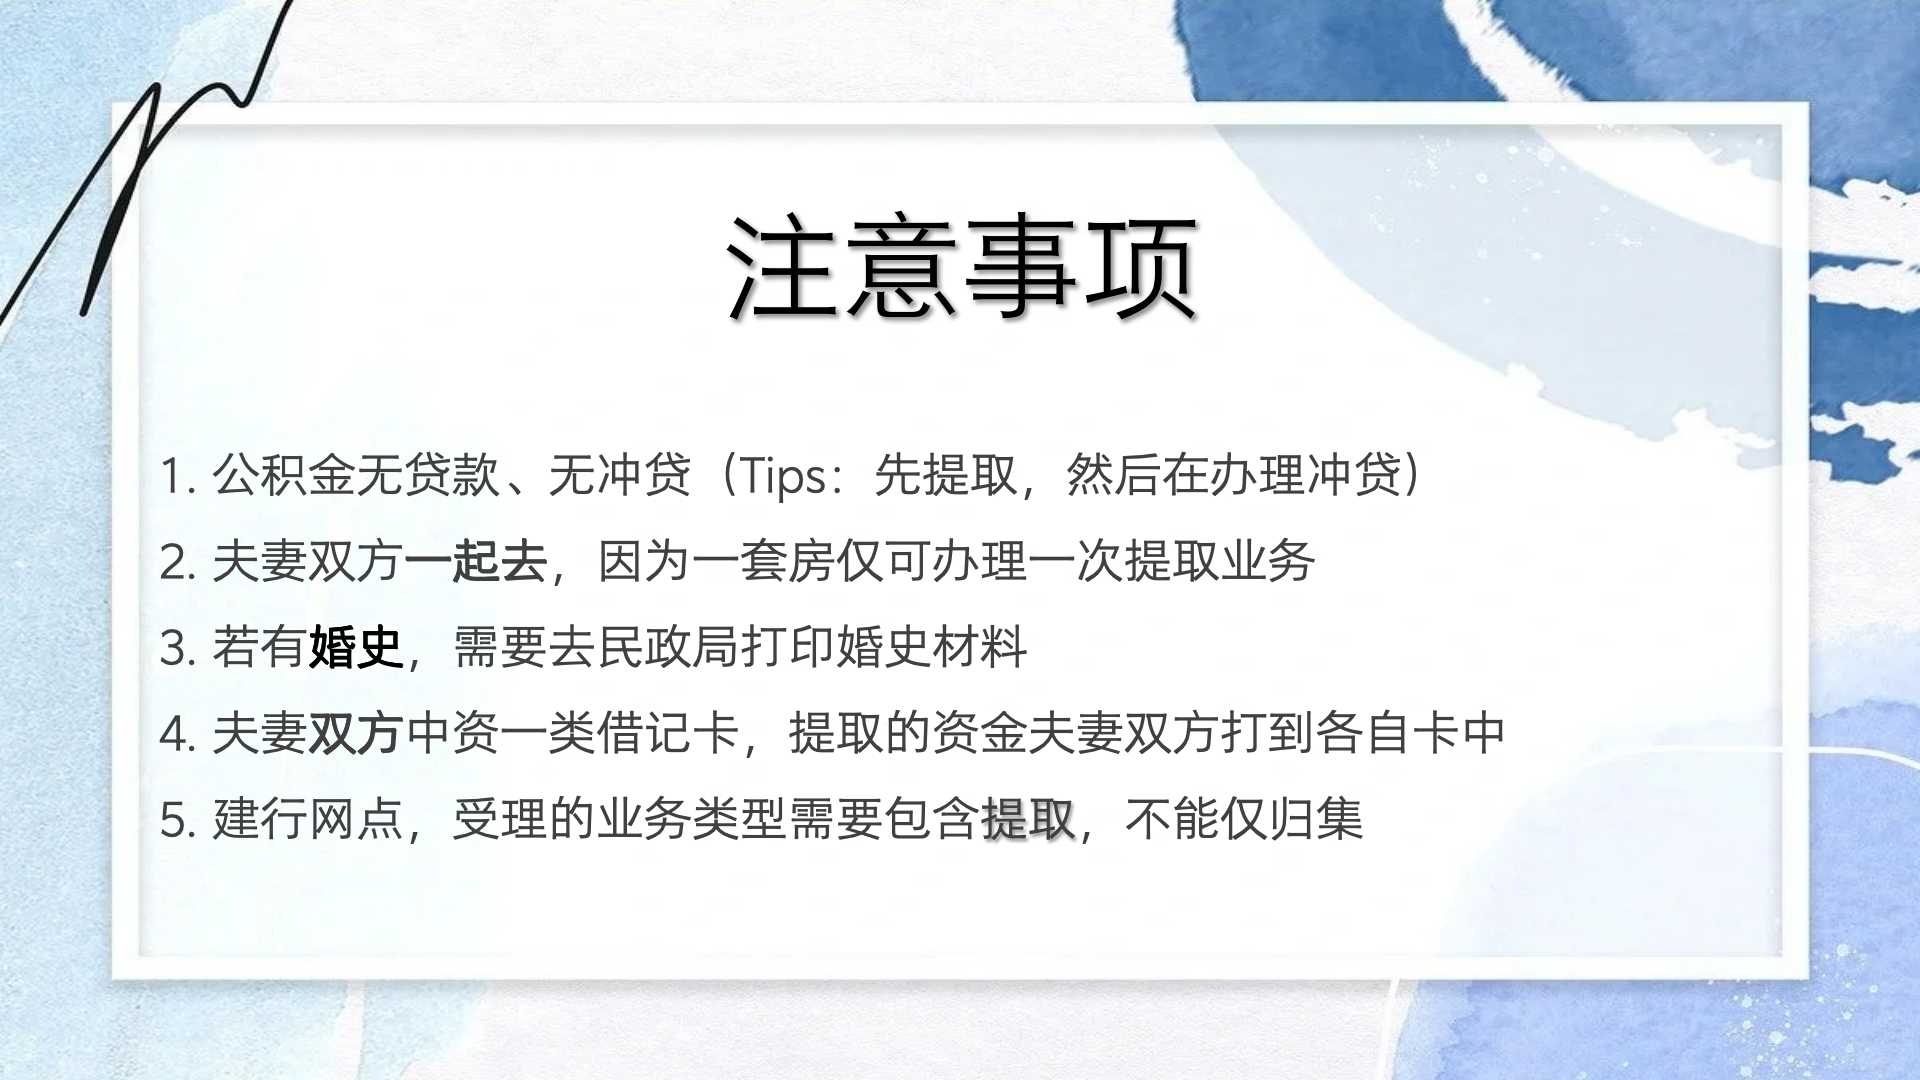 注意事项
1. 公积金无贷款、无冲贷（Tips：先提取，然后在办理冲贷）
2. 夫妻双方一起去，因为一套房仅可办理一次提取业务
3. 若有婚史，需要去民政局打印婚史材料
4. 夫妻双方中资一类借记卡，提取的资金夫妻双方打到各自卡中
5. 建行网点，受理的业务类型需要包含提取，不能仅归集